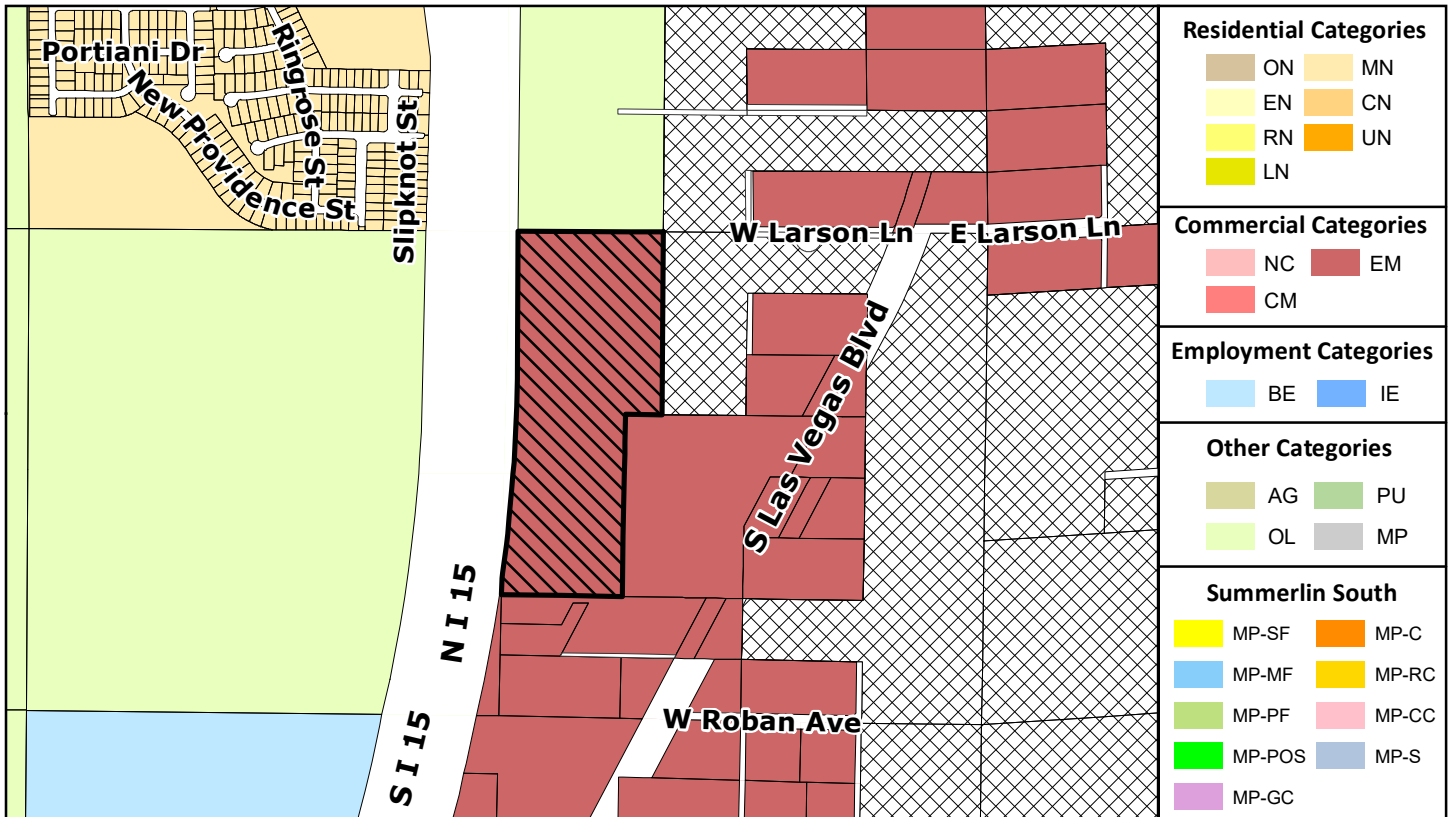 Portiani Dr
Ringrose St
New Providence St
Slipknot St
W Larson Ln
E Larson Ln
S Las Vegas Blvd
N I 15
S I 15
W Roban Ave
Residential Categories
ON MN
EN CN
RN UN
LN
Commercial Categories
NC EM
CM
Employment Categories
BE IE
Other Categories
AG PU
OL MP
Summerlin South
MP-SF MP-C
MP-MF MP-RC
MP-PF MP-CC
MP-POS MP-S
MP-GC